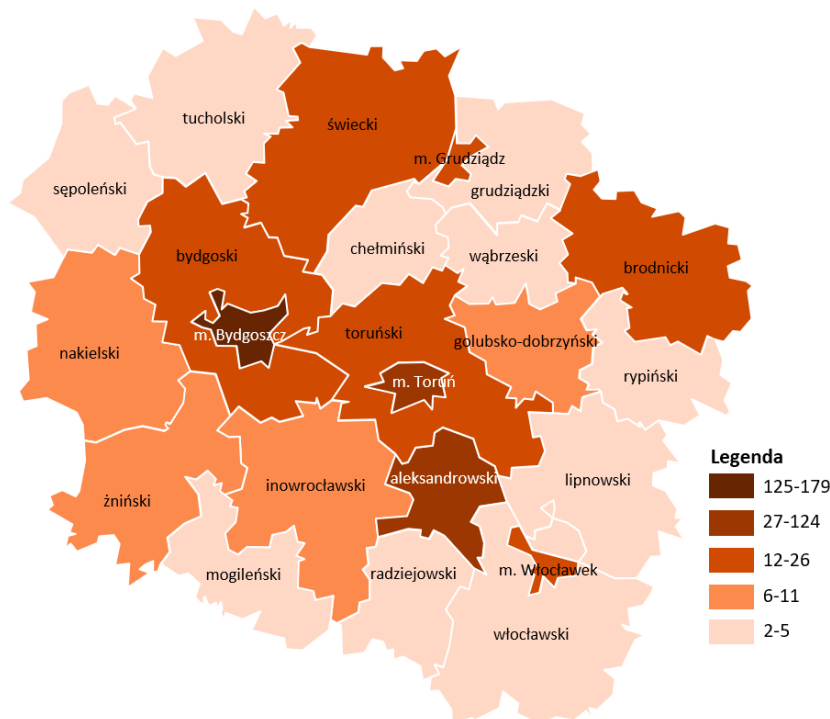 tucholski
świecki
m. Grudziądz
sępoleński
grudziądzki
chełmiński
bydgoski
wąbrzeski
brodnicki
m. Bydgoszcz
toruński
golubsko-dobrzyński
nakielski
m. Toruń
rypiński
aleksandrowski
lipnowski
inowrocławski
żniński
mogileński
radziejowski
m. Włocławek
włocławski
Legenda
125-179
27-124
12-26
6-11
2-5